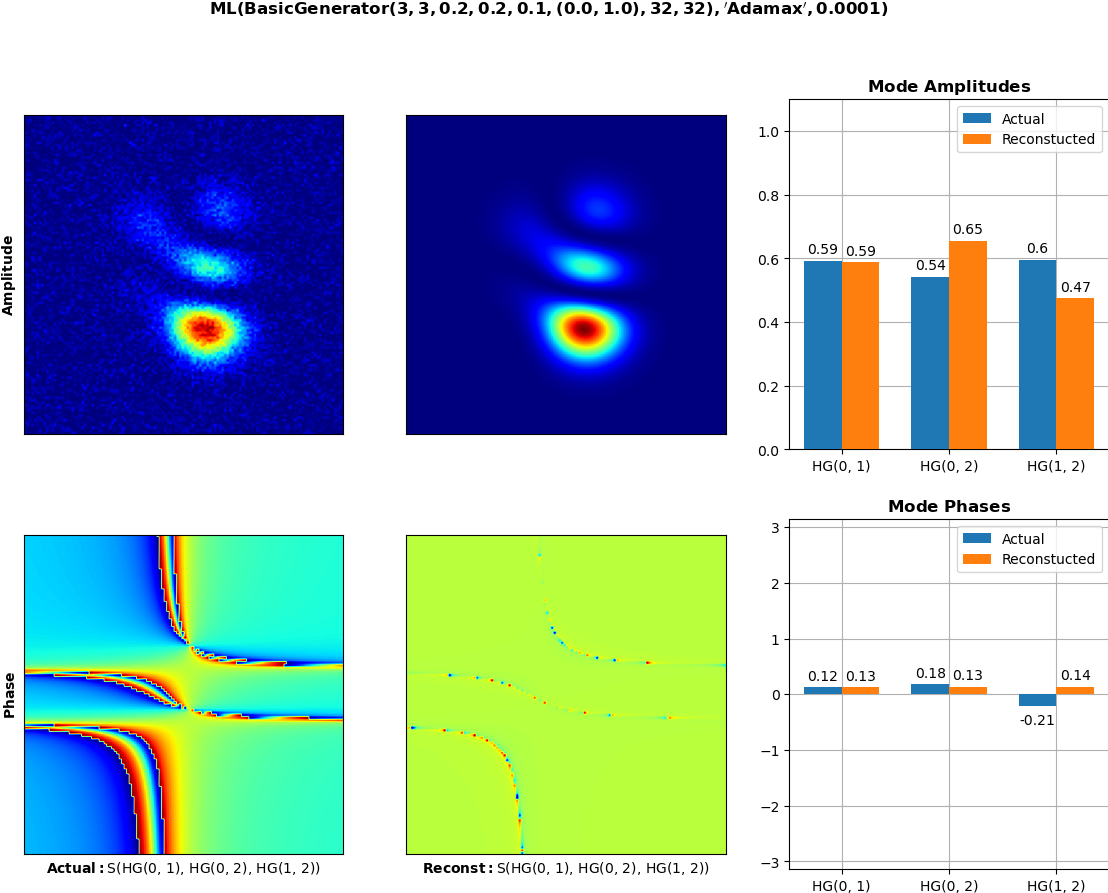 ML(BasicGenerator(3, 3, 0.2, 0.2, 0.1, (0.0, 1.0), 32, 32), 'Adamax', 0.0001)
Amplitude
Mode Amplitudes
Actual
Reconstucted
1.0
0.8
0.6
0.4
0.2
0.0
0.59
0.59
0.54
0.65
0.6
0.47
HG(0, 1)
HG(0, 2)
HG(1, 2)
Phase
Actual: S(HG(0, 1), HG(0, 2), HG(1, 2))
Reconst: S(HG(0, 1), HG(0, 2), HG(1, 2))
Mode Phases
Actual
Reconstucted
3
2
1
0
−1
−2
−3
0.12
0.13
0.18
0.13
-0.21
0.14
HG(0, 1)
HG(0, 2)
HG(1, 2)